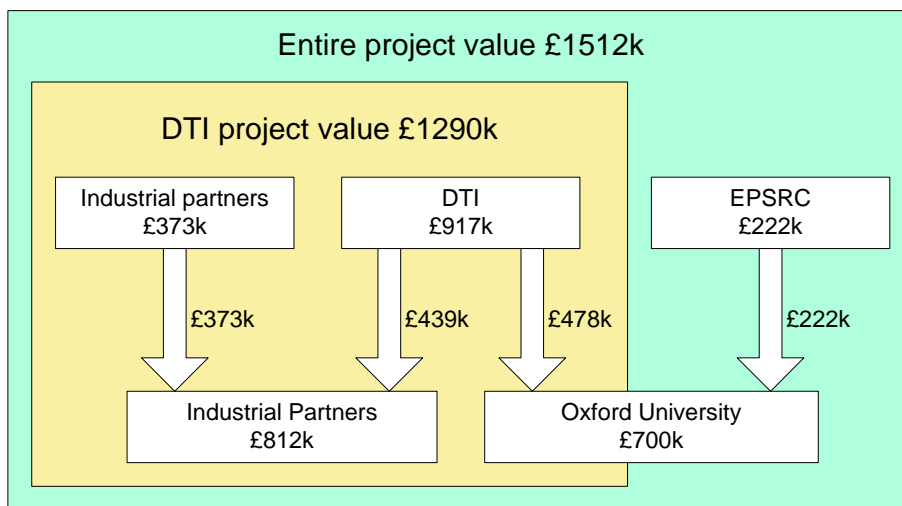 Entire project value £1512k
DTI project value £1290k
Industrial partners
£373k
DTI
£917k
EPSRC
£222k
£373k
£439k
£478k
£222k
Industrial Partners
£812k
Oxford University
£700k